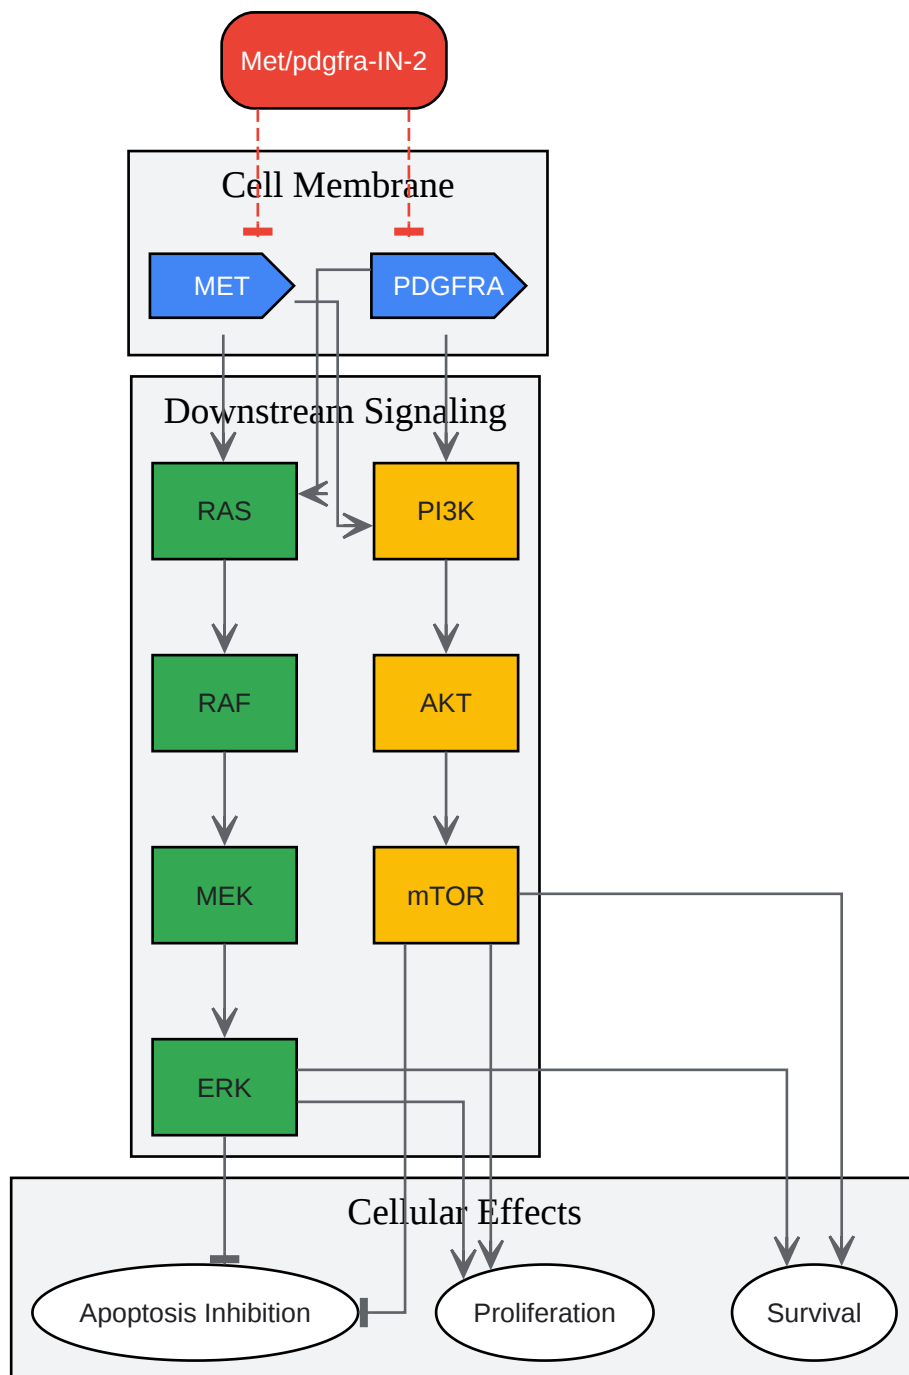 Met/pdgfra-IN-2
Cell Membrane
MET
PDGFRA
Downstream Signaling
RAS
PI3K
RAF
AKT
MEK
mTOR
ERK
Cellular Effects
Apoptosis Inhibition
Proliferation
Survival